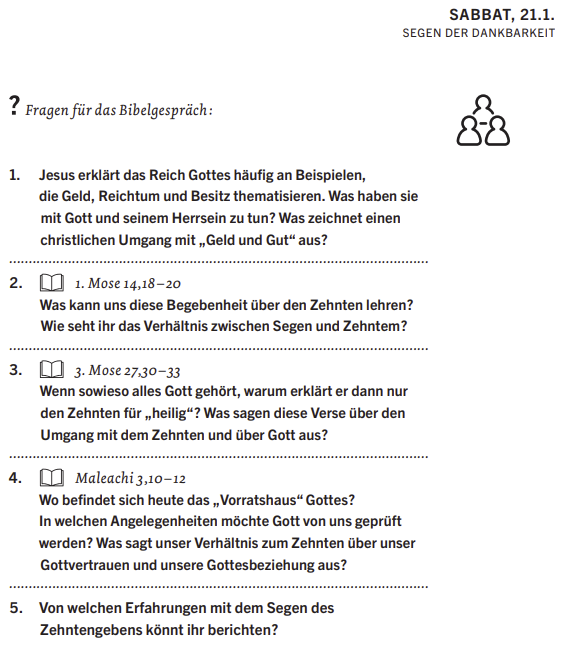 SABBAT, 21.1.
SEGEN DER DANKBARKEIT
? Fragen für das Bibelgespräch:
1. Jesus erklärt das Reich Gottes häufig an Beispielen,
die Geld, Reichtum und Besitz thematisieren. Was haben sie
mit Gott und seinem Herrsein zu tun? Was zeichnet einen
christlichen Umgang mit „Geld und Gut“ aus?
2. 1. Mose 14,18–20
Was kann uns diese Begebenheit über den Zehnten lehren?
Wie seht ihr das Verhältnis zwischen Segen und Zehntem?
3. 3. Mose 27,30–33
Wenn sowieso alles Gott gehört, warum erklärt er dann nur
den Zehnten für „heilig“? Was sagen diese Verse über den
Umgang mit dem Zehnten und über Gott aus?
4. Maleachi 3,10–12
Wo befindet sich heute das „Vorratshaus“ Gottes?
In welchen Angelegenheiten möchte Gott von uns geprüft
werden? Was sagt unser Verhältnis zum Zehnten über unser
Gottvertrauen und unsere Gottesbeziehung aus?
5. Von welchen Erfahrungen mit dem Segen des
Zehntengebens könnt ihr berichten?